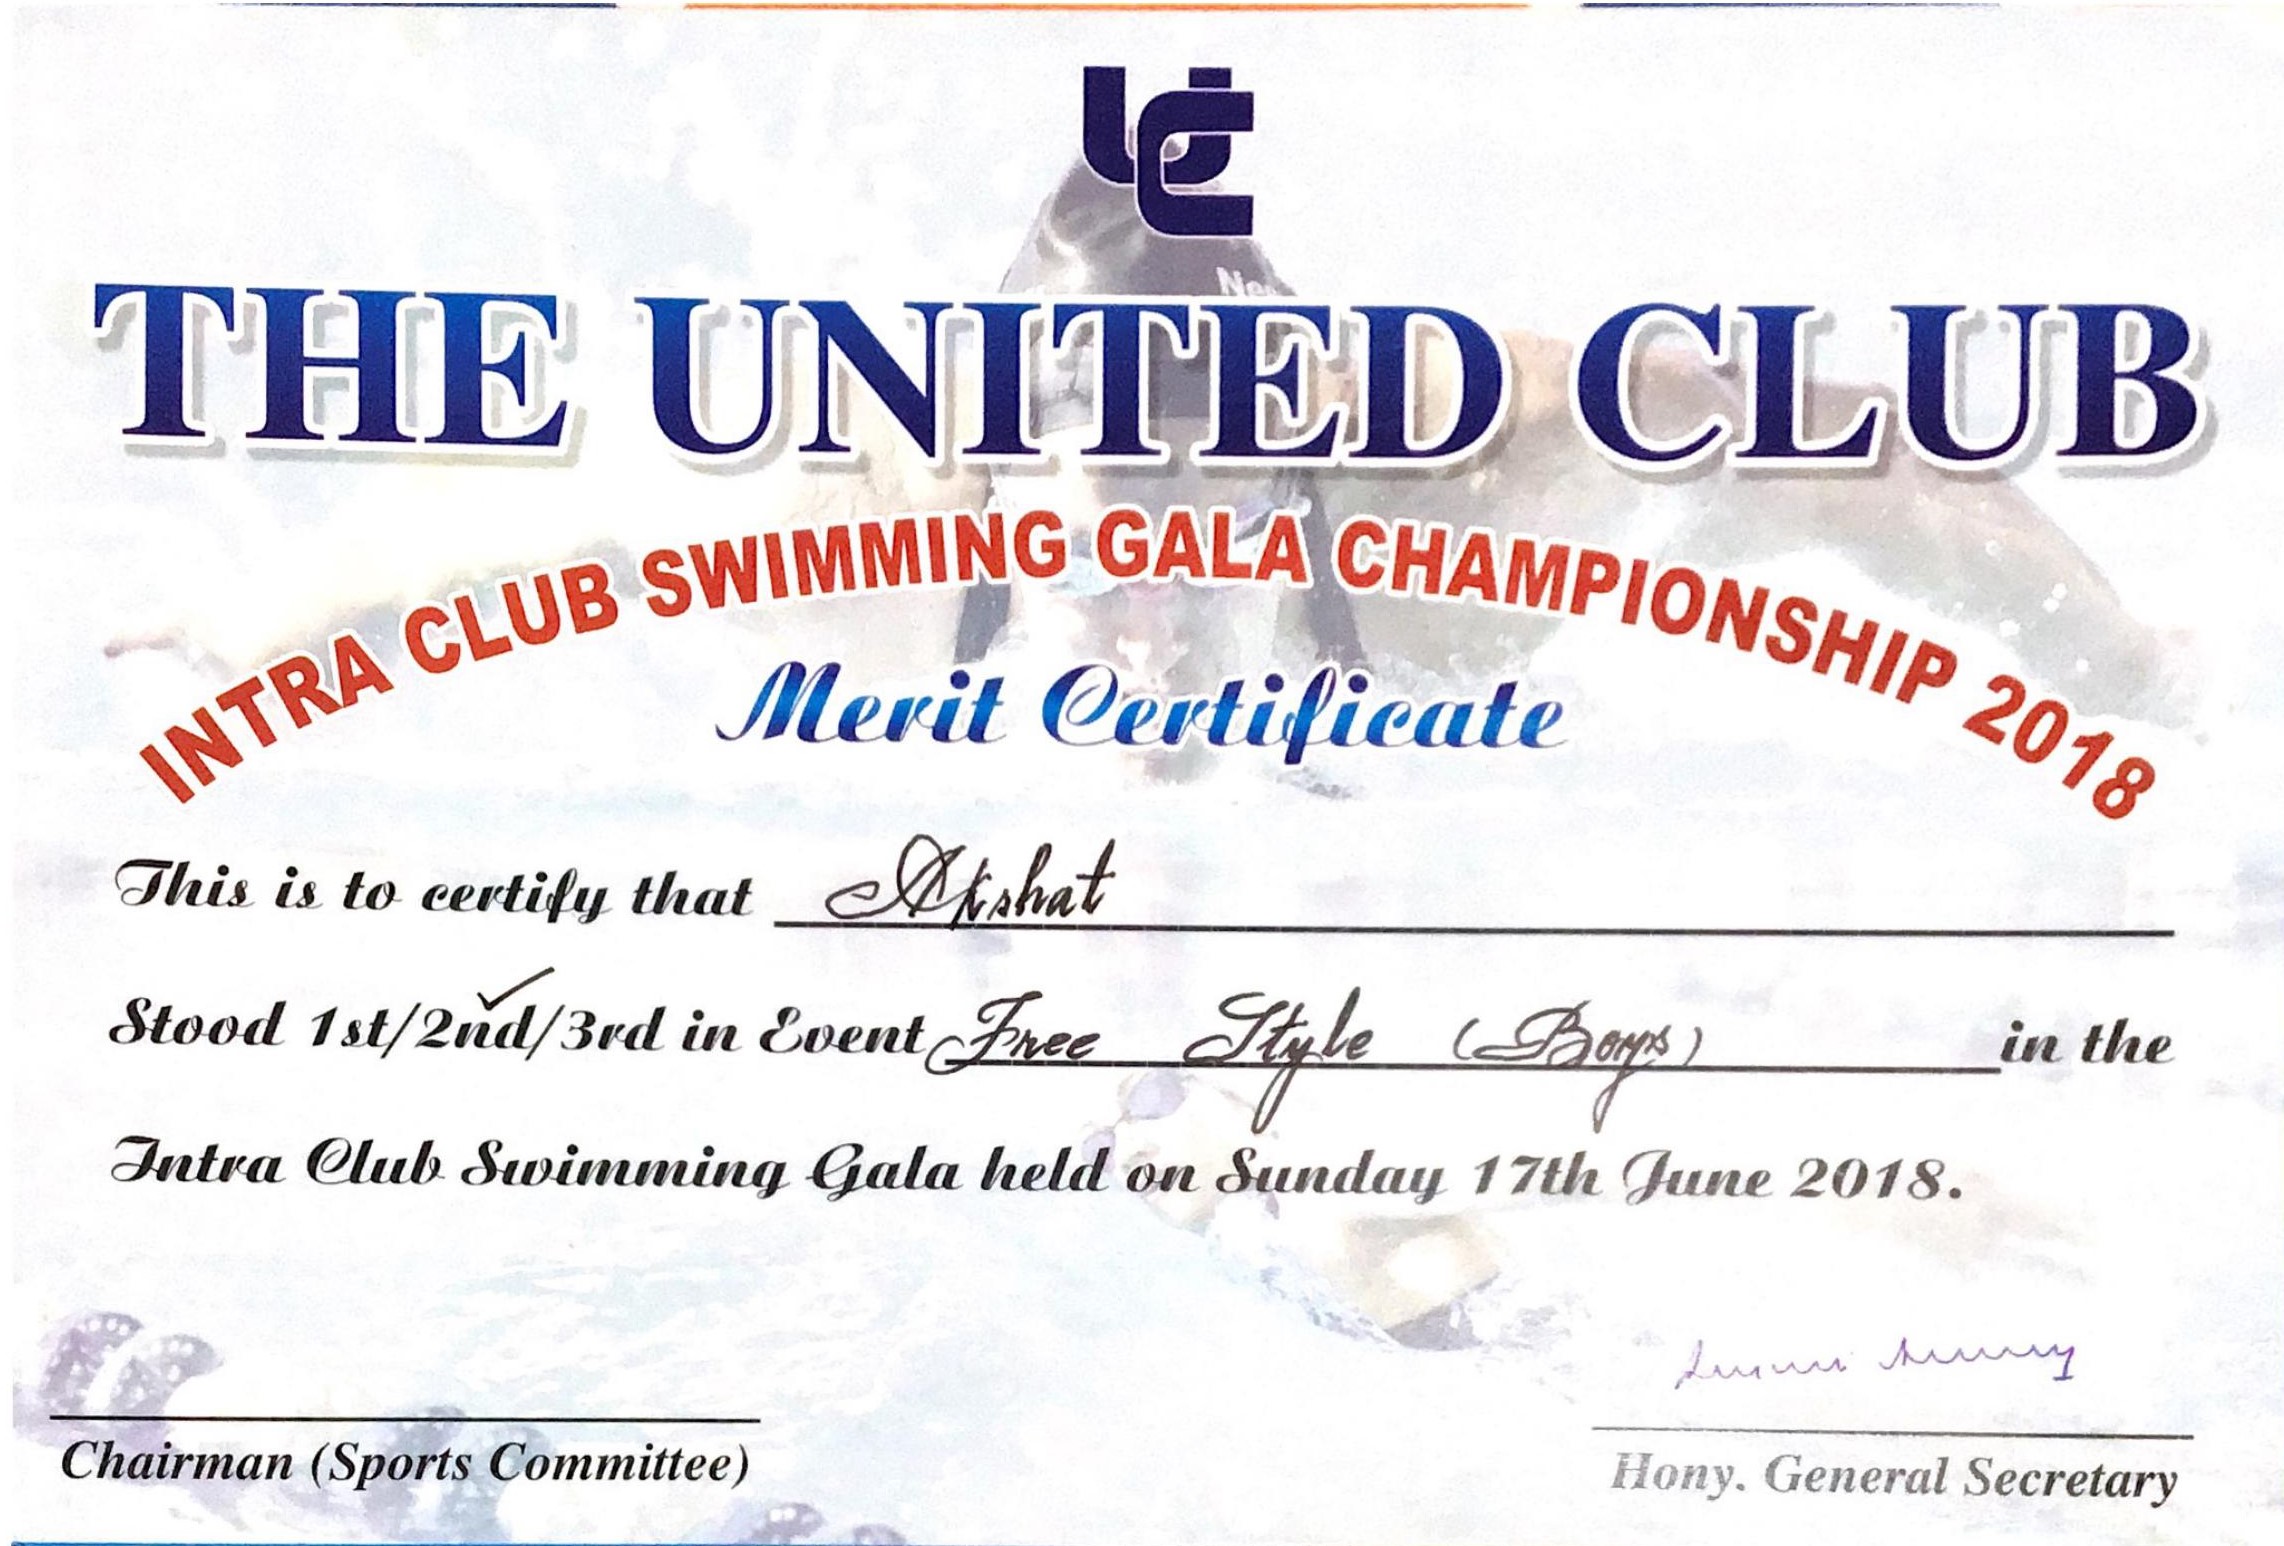 UC
THE UNITED CLUB
INTRA CLUB SWIMMING GALA CHAMPIONSHIP 2018
Merit Certificate
This is to certify that Akshat
Stood 1st/2nd/3rd in Event Free Style (Boys) in the
Intra Club Swimming Gala held on Sunday 17th June 2018.
Chairman (Sports Committee)
Hony. General Secretary